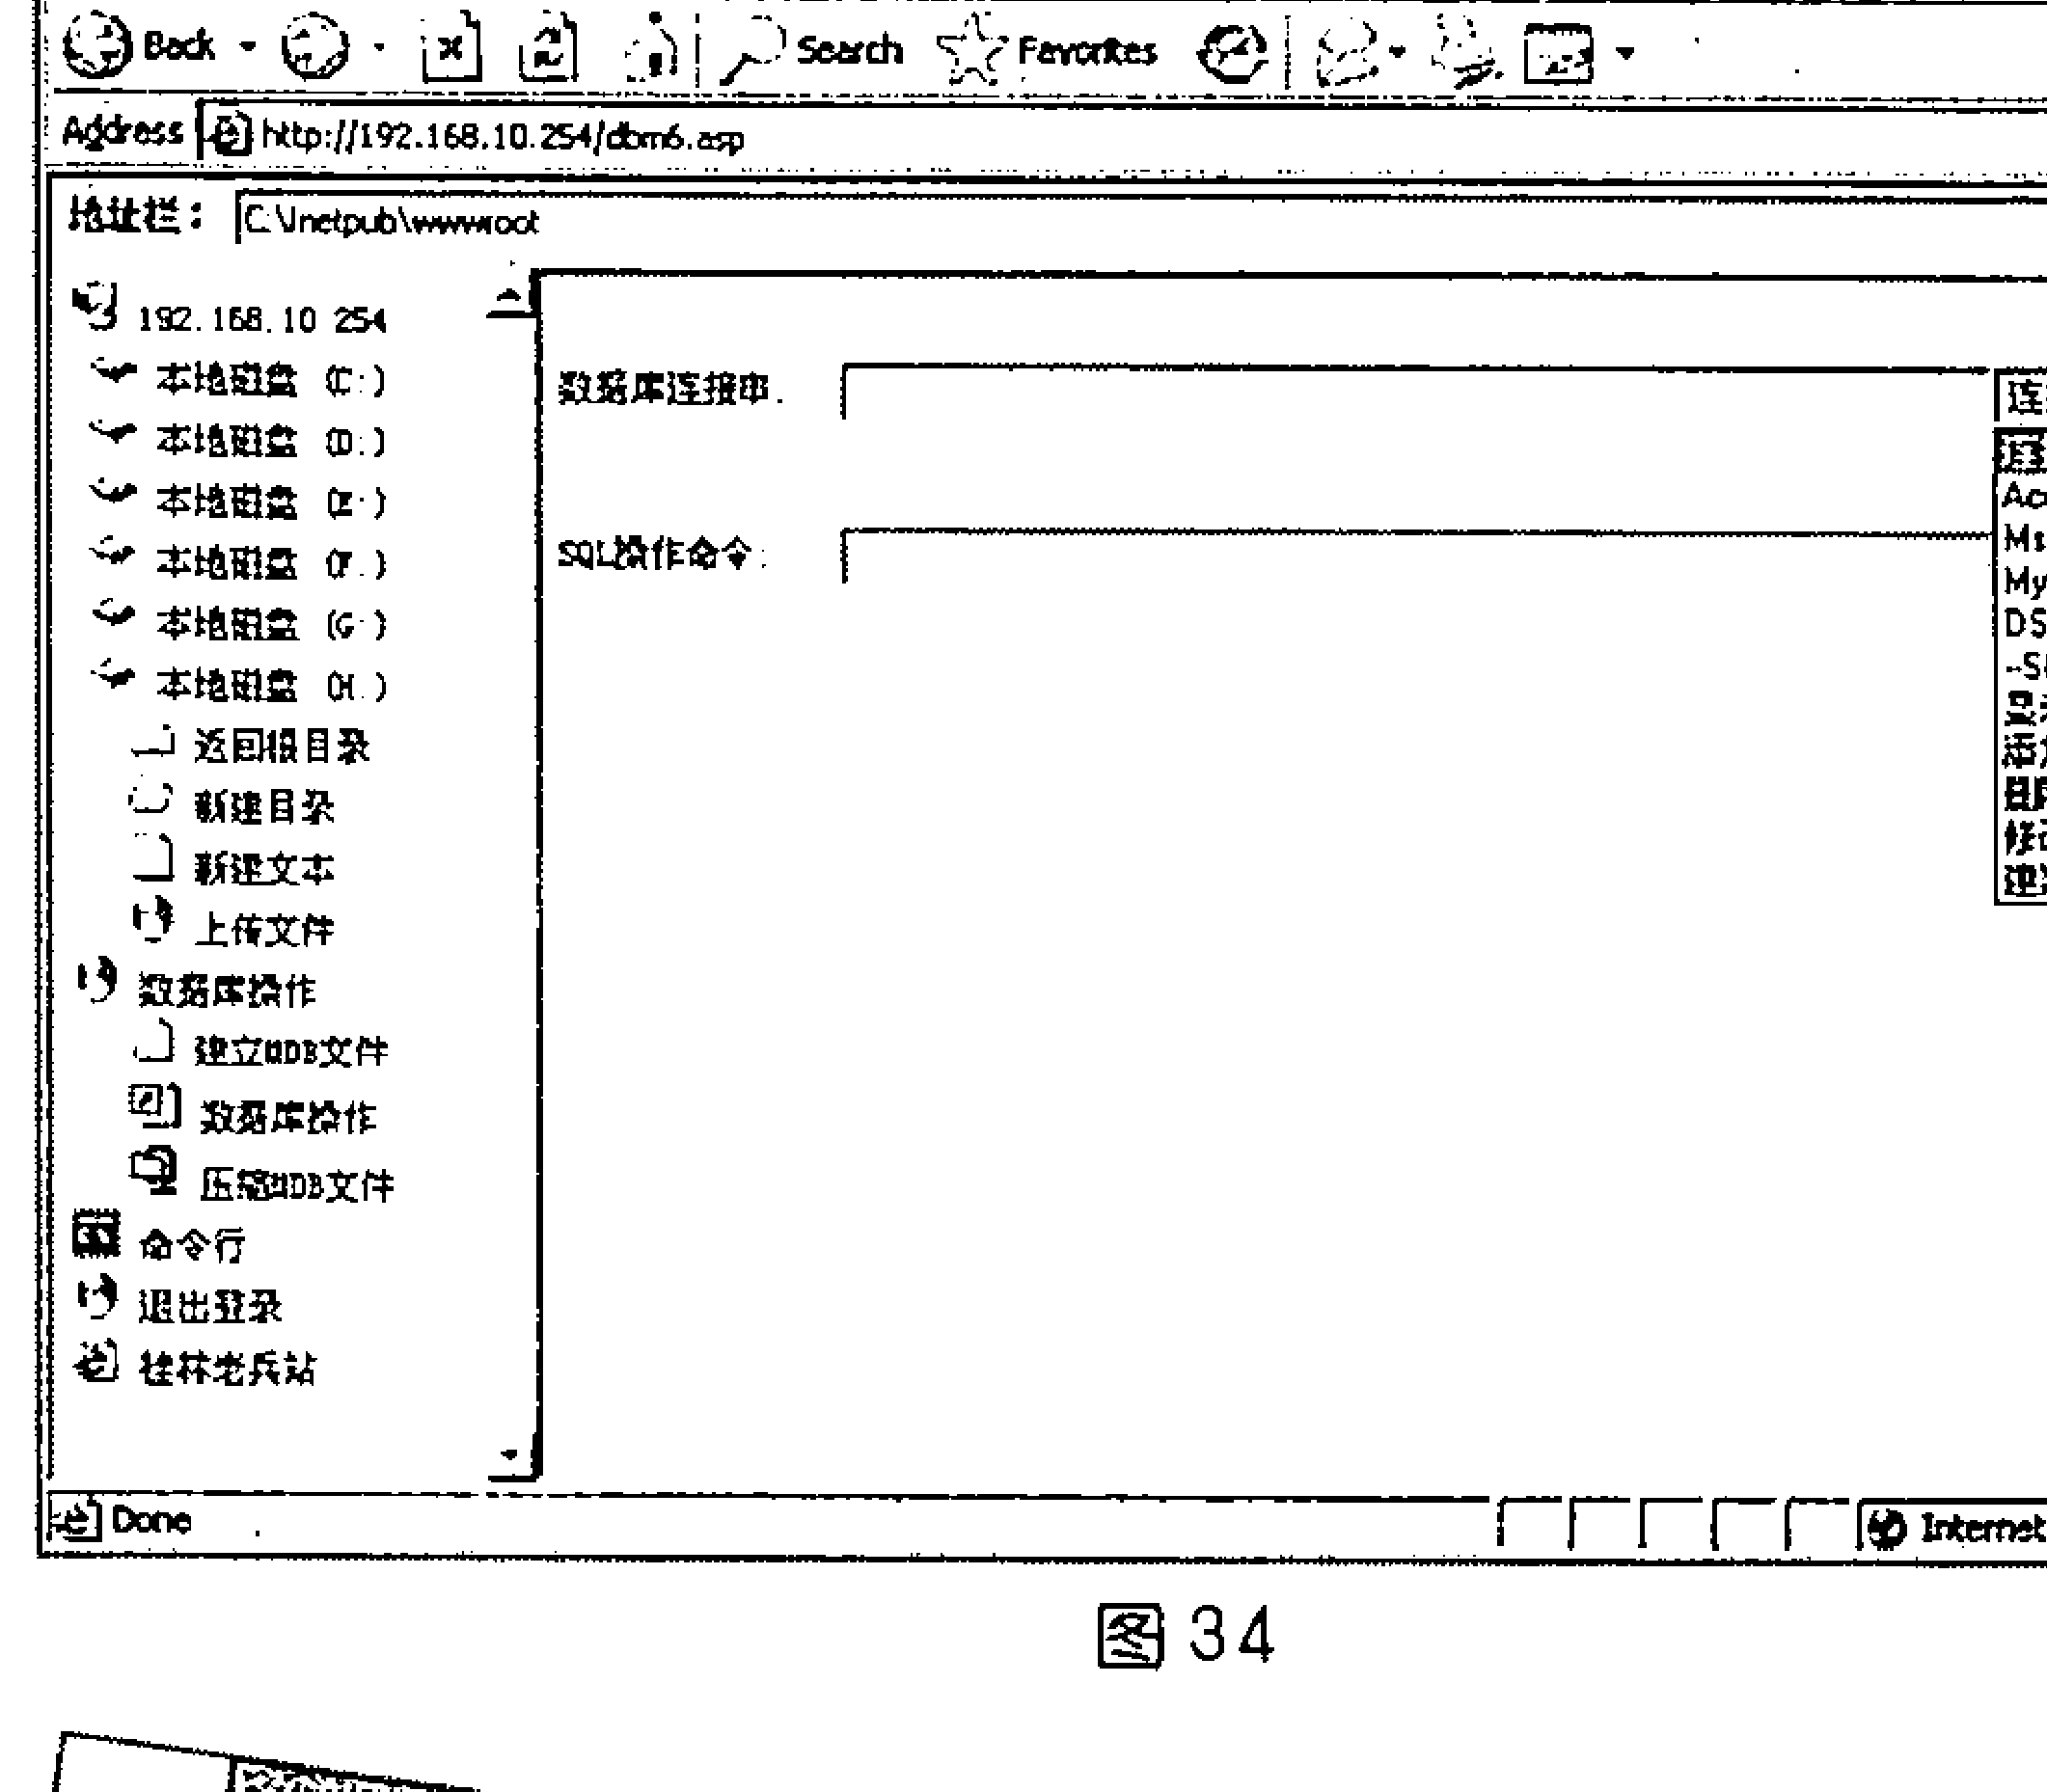 Back Search Favorites
Address http://192.168.10.254/dbm6.asp
地址栏： C:\Inetpub\wwwroot
192.168.10.254
本地磁盘 (C:)
数据库连接串:
连
本地磁盘 (D:)
本地磁盘 (E:)
SQL操作命令:
本地磁盘 (F:)
My
DS
本地磁盘 (G:)
本地磁盘 (H:)
返回根目录
新建目录
新建文本
上传文件
数据库操作
建立MDB文件
数据库操作
压缩MDB文件
命令行
退出登录
桂林老兵站
Done Internet
图 34